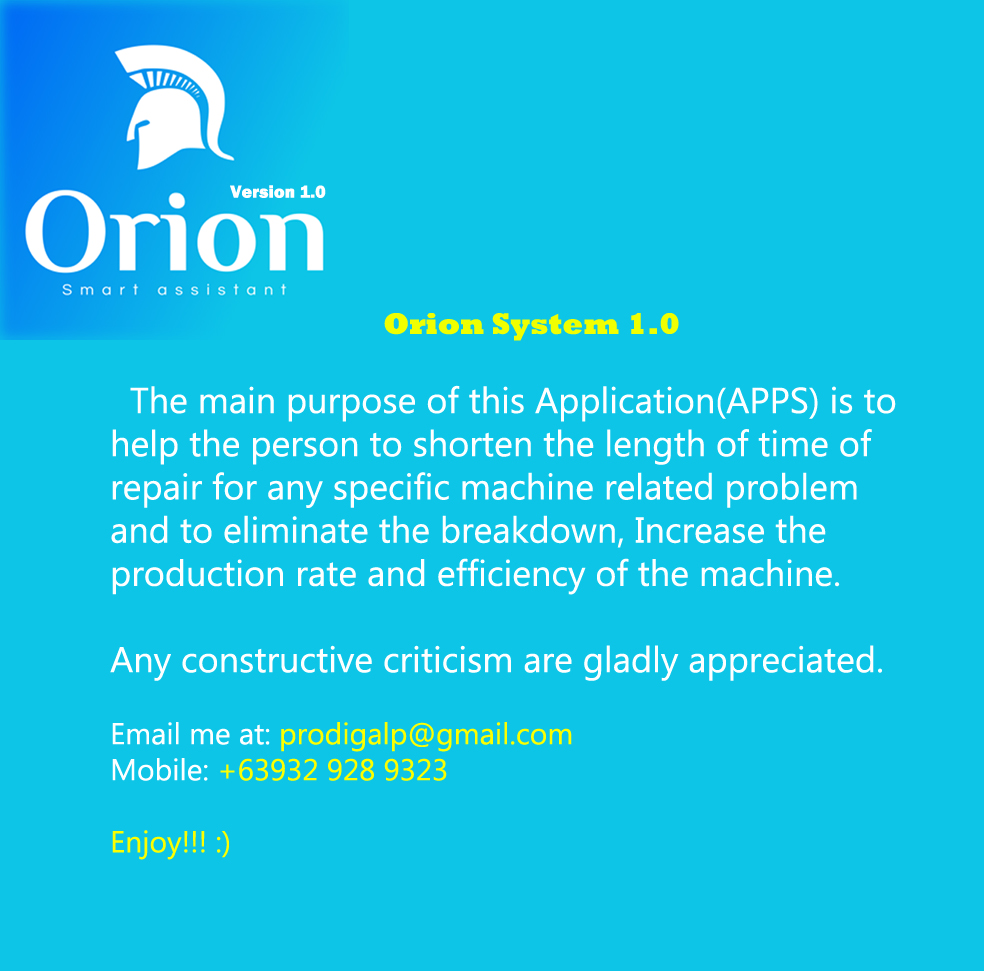 Version 1.0
Orion
Smart assistant
Orion System 1.0
The main purpose of this Application(APPS) is to
help the person to shorten the length of time of
repair for any specific machine related problem
and to eliminate the breakdown, Increase the
production rate and efficiency of the machine.
Any constructive criticism are gladly appreciated.
Email me at: prodigalp@gmail.com
Mobile: +63932 928 9323
Enjoy!!! :)